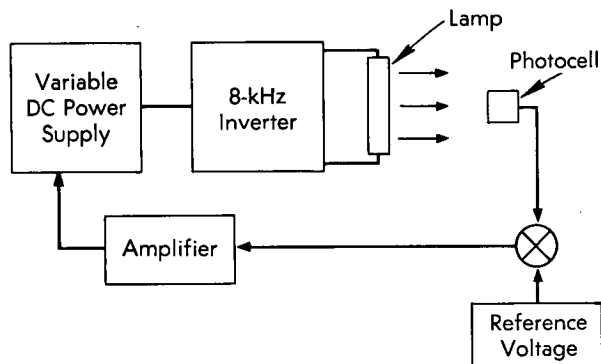 Lamp
Photocell
Variable
DC Power
Supply
8-kHz
Inverter
Amplifier
Reference
Voltage